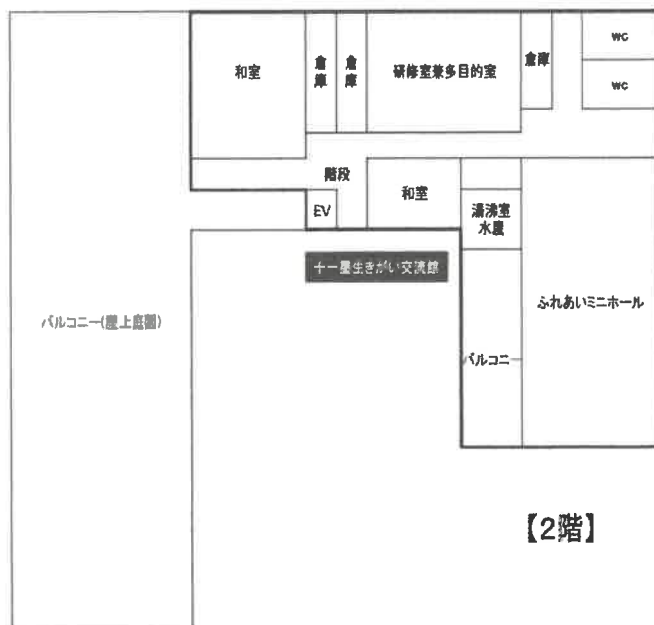 和室
倉庫
倉庫
研修室兼多目的室
倉庫
wc
wc
階段
EV
和室
湯沸室
水屋
十一屋生きがい交流館
バルコニー(屋上庭園)
ふれあいミニホール
バルコニー
【2階】